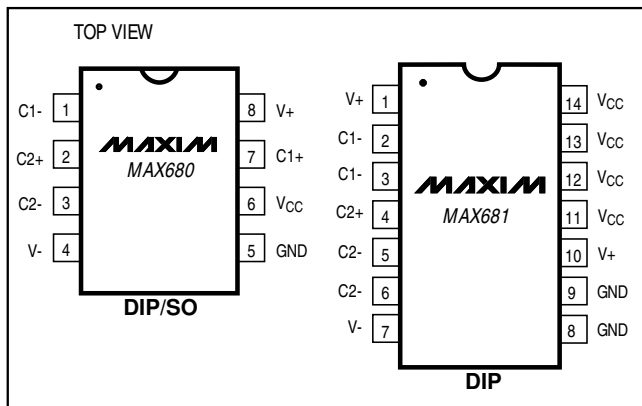 TOP VIEW
C1- 1
C2+ 2
C2- 3
V- 4
8 V+
7 C1+
6 VCC
5 GND
MAXIM
MAX680
DIP/SO
V+ 1
C1- 2
C1- 3
C2+ 4
C2- 5
C2- 6
V- 7
14 VCC
13 VCC
12 VCC
11 VCC
10 V+
9 GND
8 GND
MAXIM
MAX681
DIP